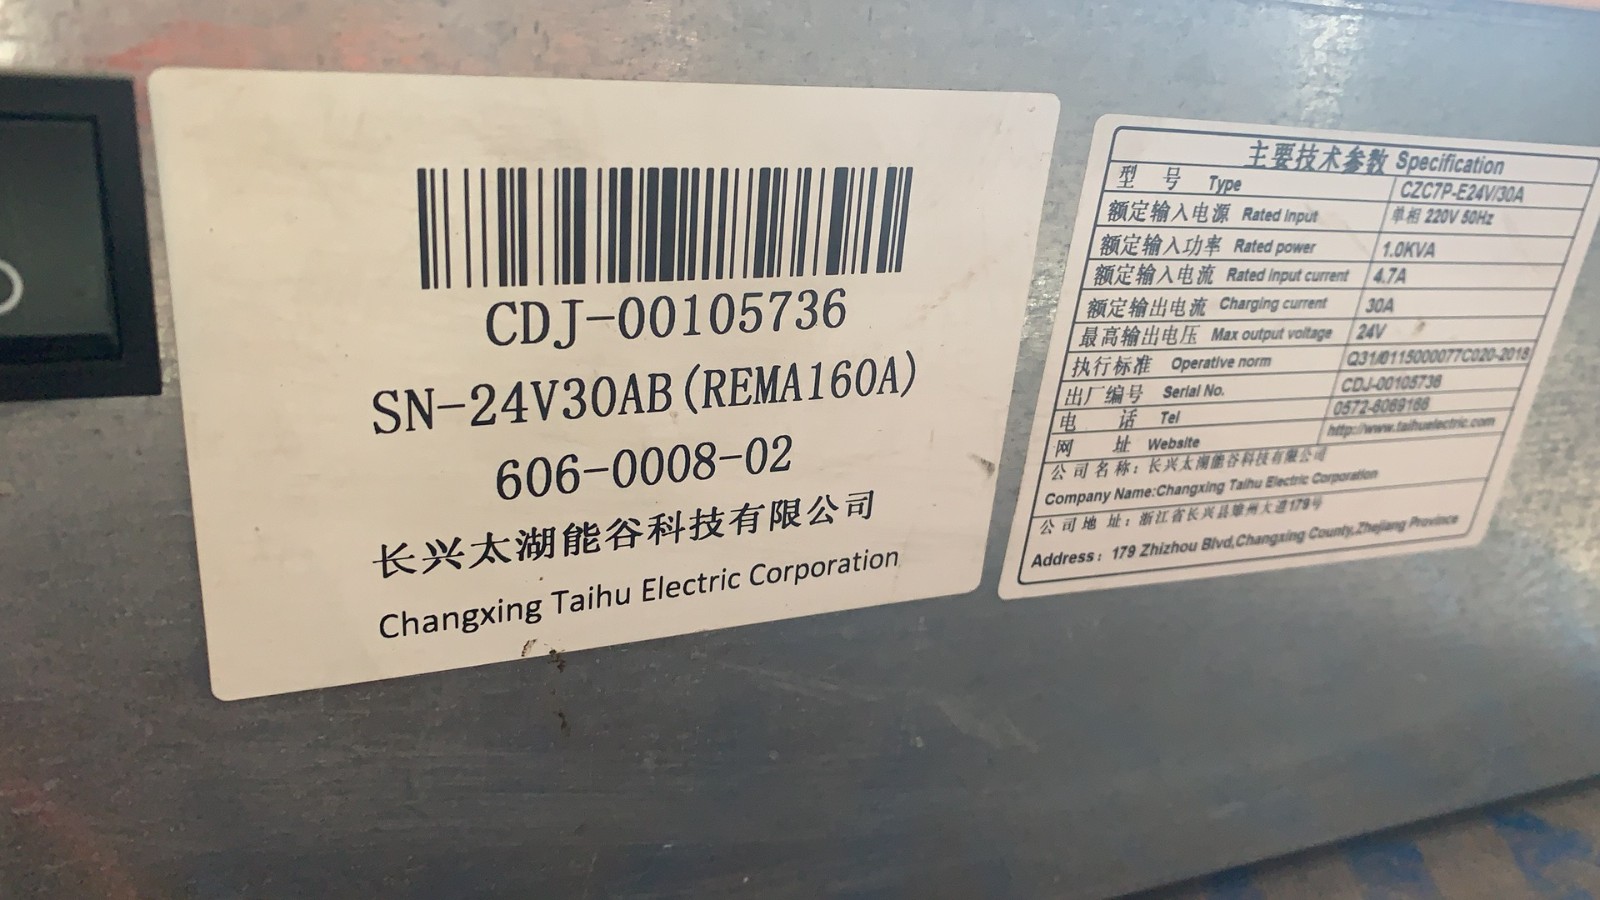 CDJ-00105736
SN-24V30AB(REMA160A)
606-0008-02
长兴太湖能谷科技有限公司
Changxing Taihu Electric Corporation
主要技术参数 Specification
型 号 Type CZC7P-E24V/30A
额定输入电源 Rated input 单相 220V 50Hz
额定输入功率 Rated power 1.0KVA
额定输入电流 Rated input current 4.7A
额定输出电流 Charging current 30A
最高输出电压 Max output voltage 24V
执行标准 Operative norm Q31/0115000077C020-2018
出厂编号 Serial No. CDJ-00105736
电 话 Tel 0572-6069166
网 址 Website http://www.taihuelectric.com
公司名称：长兴太湖能谷科技有限公司
Company Name:Changxing Taihu Electric Corporation
公司地址：浙江省长兴县雉州大道179号
Address：179 Zhizhou Blvd,Changxing County,Zhejiang Province